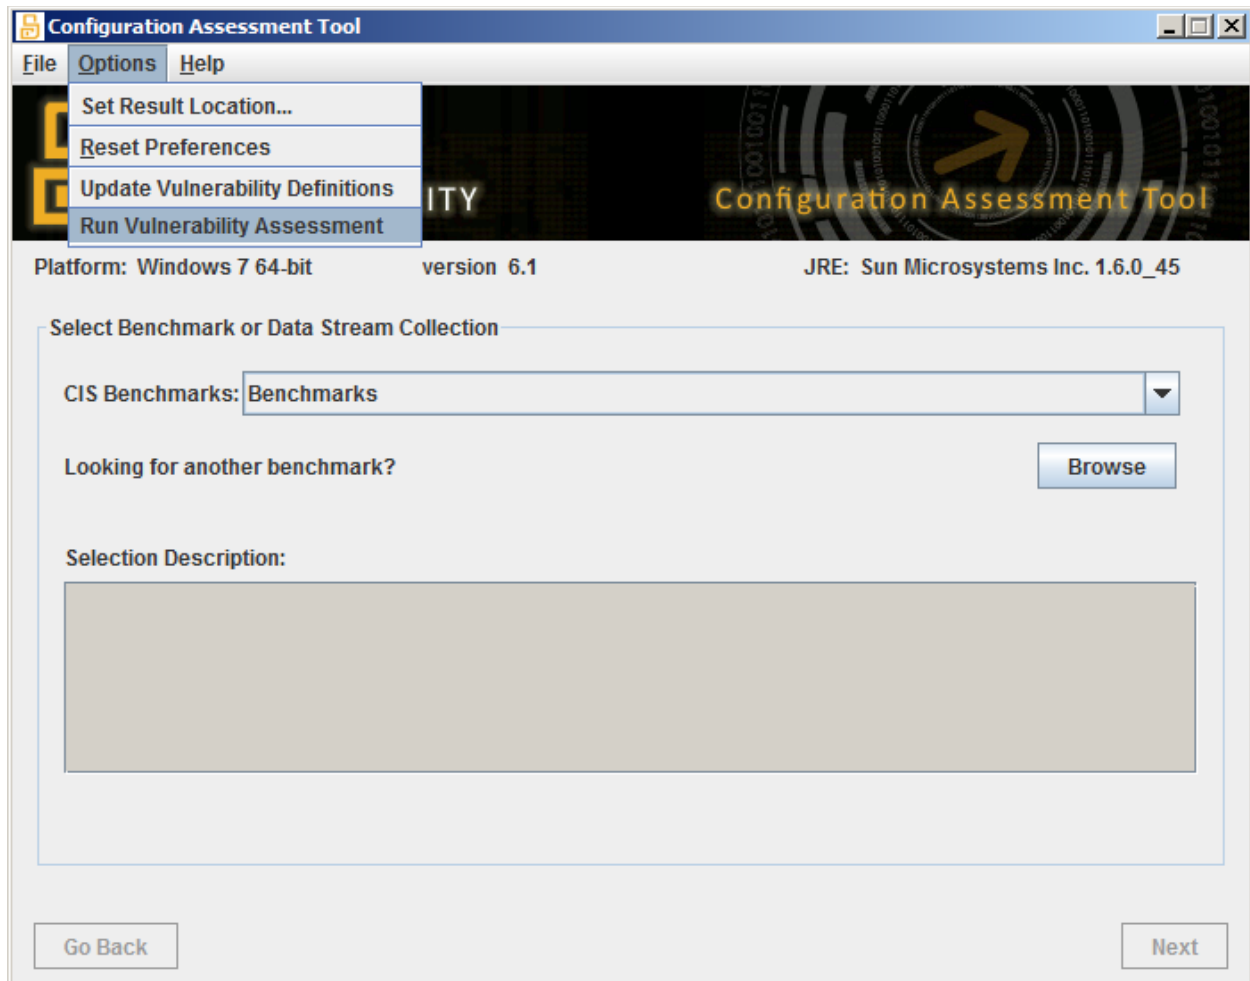 Configuration Assessment Tool
File Options Help
Set Result Location...
Reset Preferences
Update Vulnerability Definitions
Run Vulnerability Assessment
ITY
Configuration Assessment Tool
Platform: Windows 7 64-bit version 6.1 JRE: Sun Microsystems Inc. 1.6.0_45
Select Benchmark or Data Stream Collection
CIS Benchmarks: Benchmarks
Looking for another benchmark? Browse
Selection Description:
Go Back Next